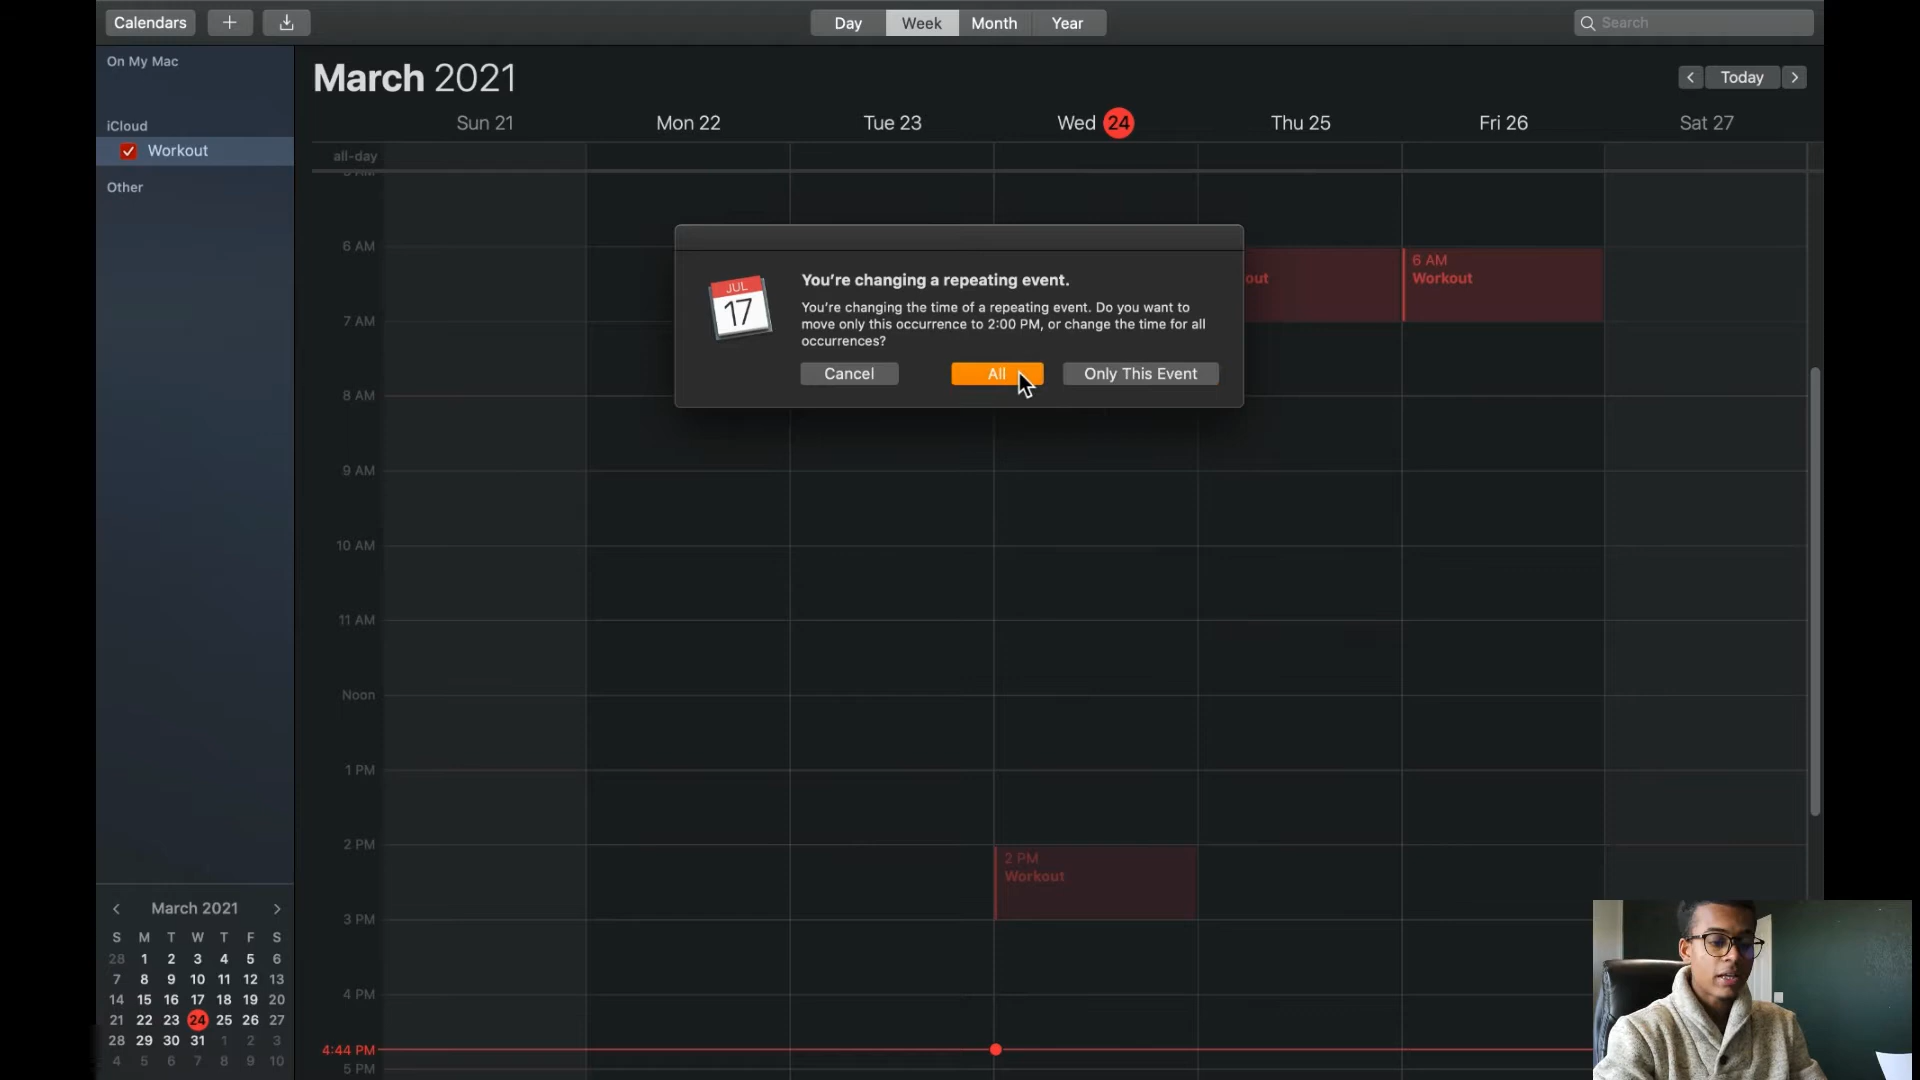 Calendars
Day Week Month Year
Search
On My Mac
iCloud
Workout
Other
March 2021
Today
Sun 21 Mon 22 Tue 23 Wed 24 Thu 25 Fri 26 Sat 27
all-day
6 AM
7 AM
8 AM
9 AM
10 AM
11 AM
Noon
1 PM
2 PM
3 PM
4 PM
4:44 PM
5 PM
JUL
17
You're changing a repeating event.
You're changing the time of a repeating event. Do you want to
move only this occurrence to 2:00 PM, or change the time for all
occurrences?
Cancel All Only This Event
out
6 AM
Workout
2 PM
Workout
March 2021
S M T W T F S
28 1 2 3 4 5 6
7 8 9 10 11 12 13
14 15 16 17 18 19 20
21 22 23 24 25 26 27
28 29 30 31 1 2 3
4 5 6 7 8 9 10